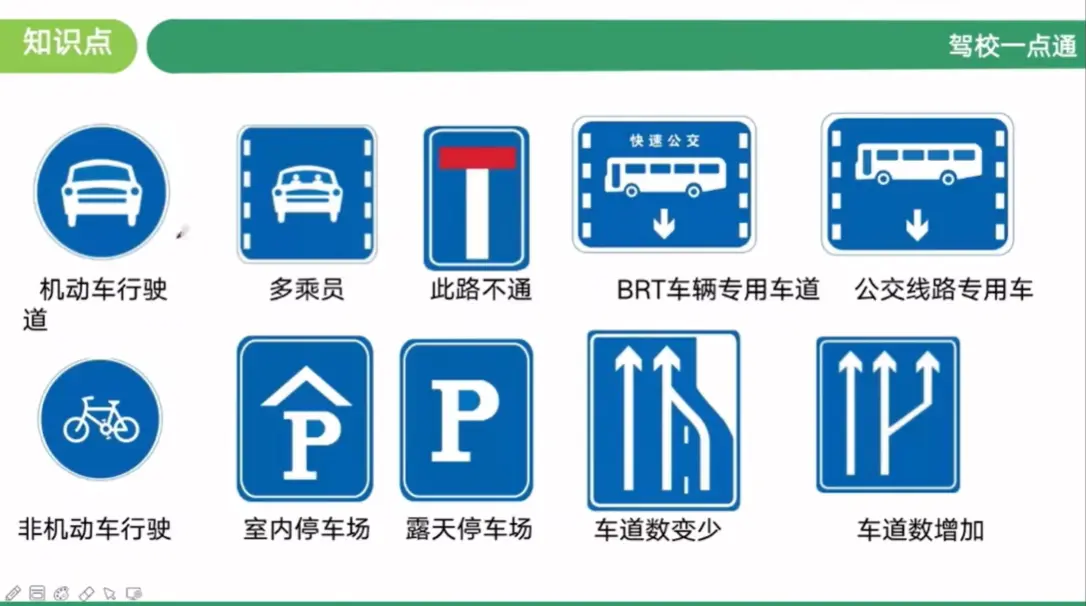 知识点
驾校一点通
快速公交
机动车行驶
道
多乘员
此路不通
BRT车辆专用车道
公交线路专用车
P
P
非机动车行驶
室内停车场
露天停车场
车道数变少
车道数增加